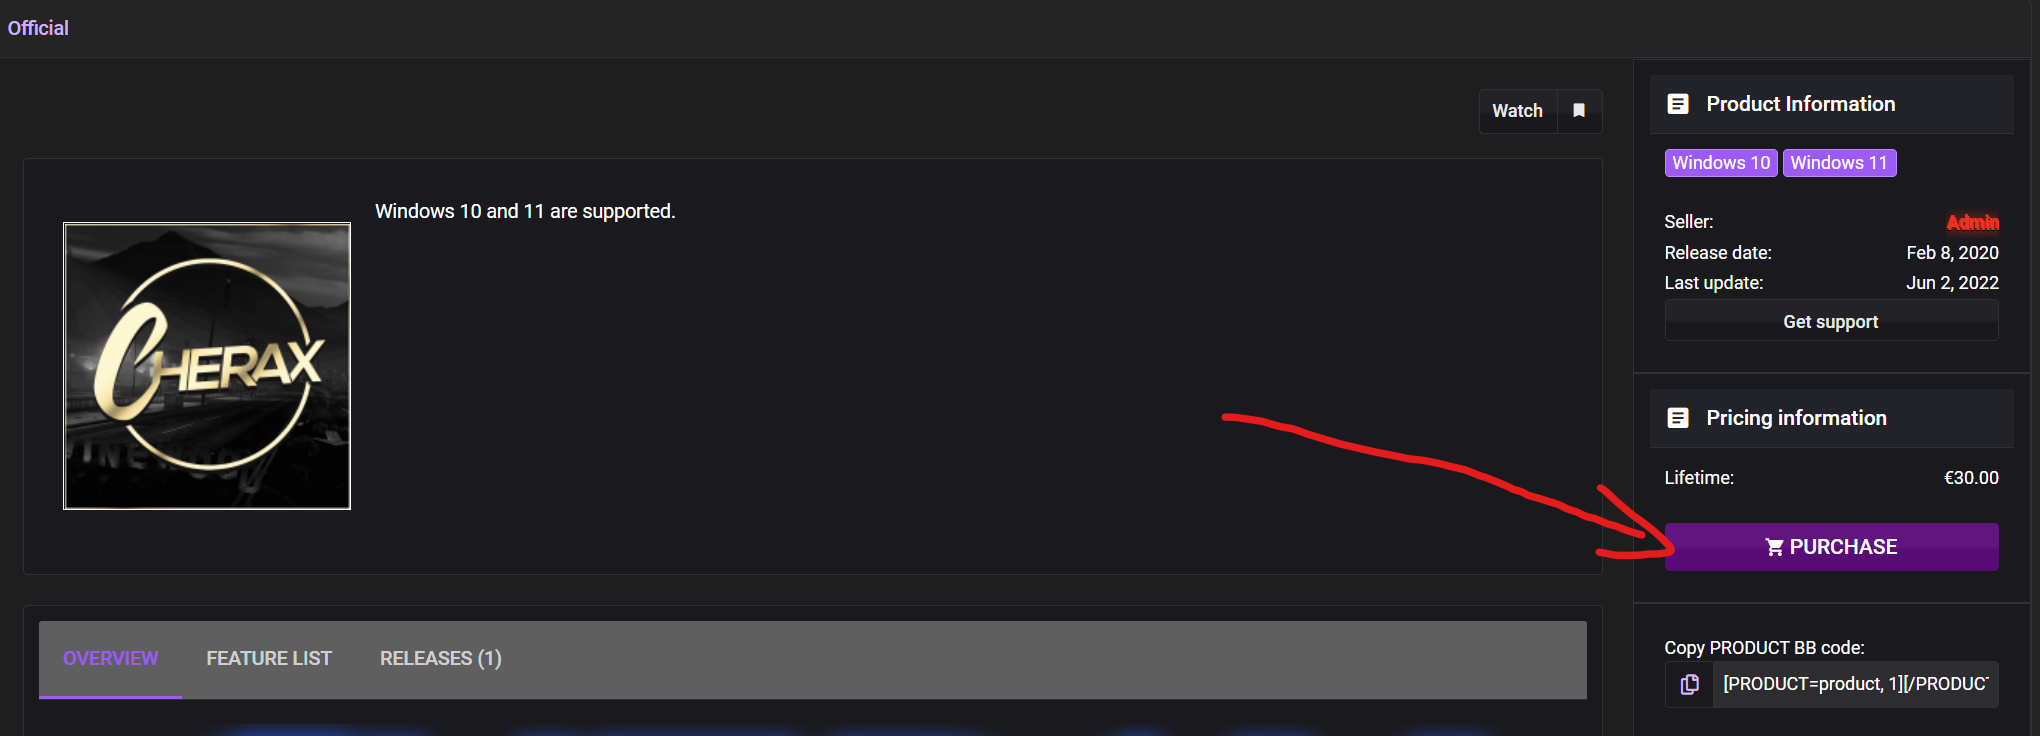 Official
Watch
Windows 10 and 11 are supported.
CHERAX
OVERVIEW
FEATURE LIST
RELEASES (1)
Product Information
Windows 10 Windows 11
Seller: Admin
Release date: Feb 8, 2020
Last update: Jun 2, 2022
Get support
Pricing information
Lifetime: €30.00
PURCHASE
Copy PRODUCT BB code:
[PRODUCT=product, 1][/PRODUC